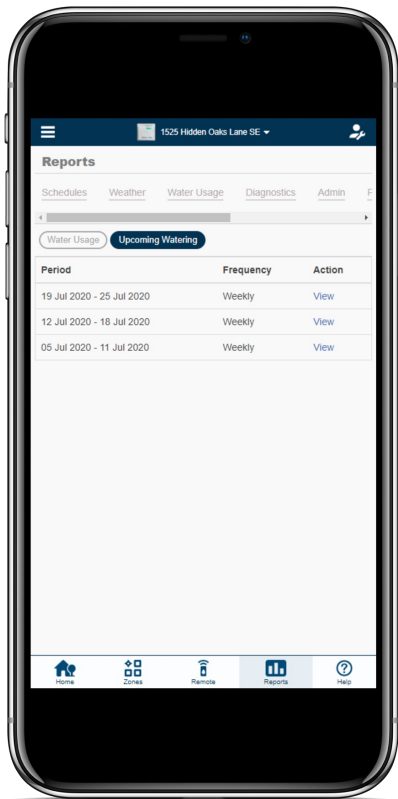 1525 Hidden Oaks Lane SE
Reports
Schedules Weather Water Usage Diagnostics Admin
Water Usage Upcoming Watering
Period Frequency Action
19 Jul 2020 - 25 Jul 2020 Weekly View
12 Jul 2020 - 18 Jul 2020 Weekly View
05 Jul 2020 - 11 Jul 2020 Weekly View
Home Zones Remote Reports Help